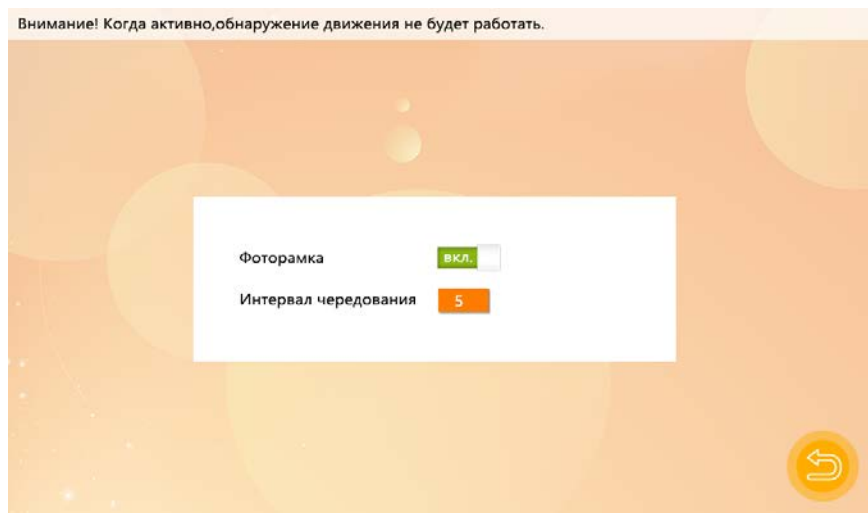 Внимание! Когда активно,обнаружение движения не будет работать.
Фоторамка вкл.
Интервал чередования 5